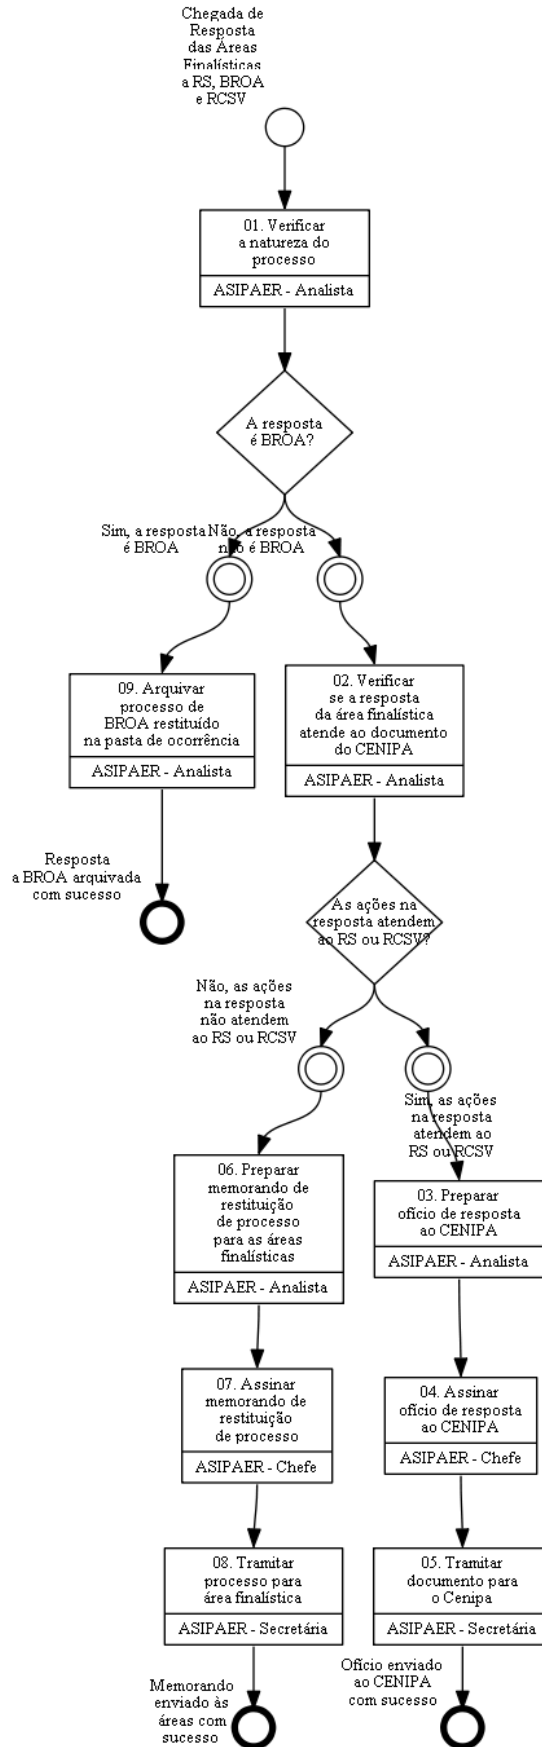 Chegada de
Resposta
das Áreas
Finalísticas
a RS, BROA
e RCSV
01. Verificar
a natureza do
processo
ASIPAER - Analista
A resposta
é BROA?
Sim, a resposta
é BROA
Não, a resposta
não é BROA
09. Arquivar
processo de
BROA restituído
na pasta de ocorrência
ASIPAER - Analista
02. Verificar
se a resposta
da área finalística
atende ao documento
do CENIPA
ASIPAER - Analista
Resposta
a BROA arquivada
com sucesso
As ações na
resposta atendem
ao RS ou RCSV?
Não, as ações
na resposta
não atendem
ao RS ou RCSV
Sim, as ações
na resposta
atendem ao
RS ou RCSV
06. Preparar
memorando de
restituição
de processo
para as áreas
finalísticas
ASIPAER - Analista
03. Preparar
ofício de resposta
ao CENIPA
ASIPAER - Analista
07. Assinar
memorando de
restituição
de processo
ASIPAER - Chefe
04. Assinar
ofício de resposta
ao CENIPA
ASIPAER - Chefe
08. Tramitar
processo para
área finalística
ASIPAER - Secretária
05. Tramitar
documento para
o Cenipa
ASIPAER - Secretária
Memorando
enviado às
áreas com
sucesso
Ofício enviado
ao CENIPA
com sucesso